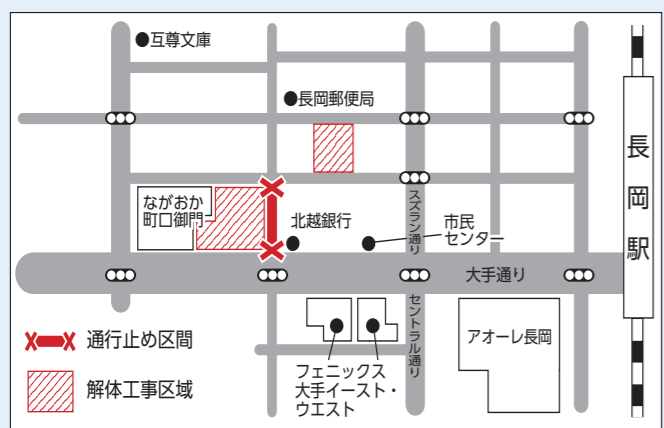 互尊文庫
長岡郵便局
長岡駅
ながおか
町口御門
北越銀行
スズラン通り
市民
センター
大手通り
セントラル通り
アオーレ長岡
フェニックス
大手イースト・
ウエスト
通行止め区間
解体工事区域